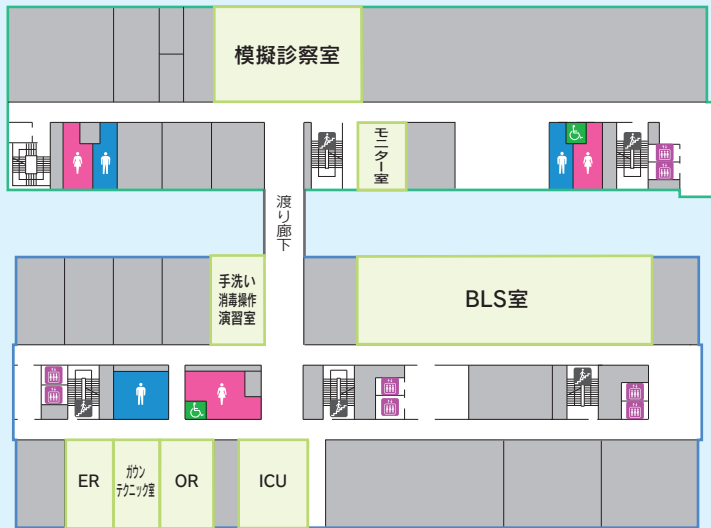 模擬診察室
モニター室
渡り廊下
手洗い
消毒操作
演習室
BLS室
ER
ガウン
テクニック室
OR
ICU